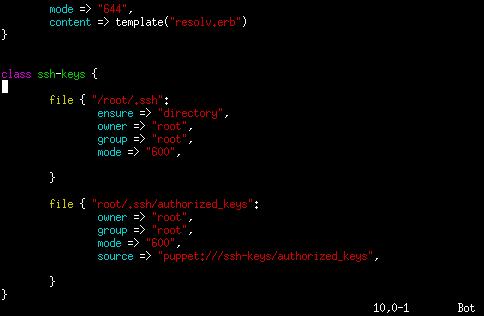 mode => "644",
content => template("resolv.erb")
}
class ssh-keys {
file { "/root/.ssh":
ensure => "directory",
owner => "root",
group => "root",
mode => "600",
}
file { "root/.ssh/authorized_keys":
owner => "root",
group => "root",
mode => "600",
source => "puppet:///ssh-keys/authorized_keys",
}
}
10,0-1 Bot